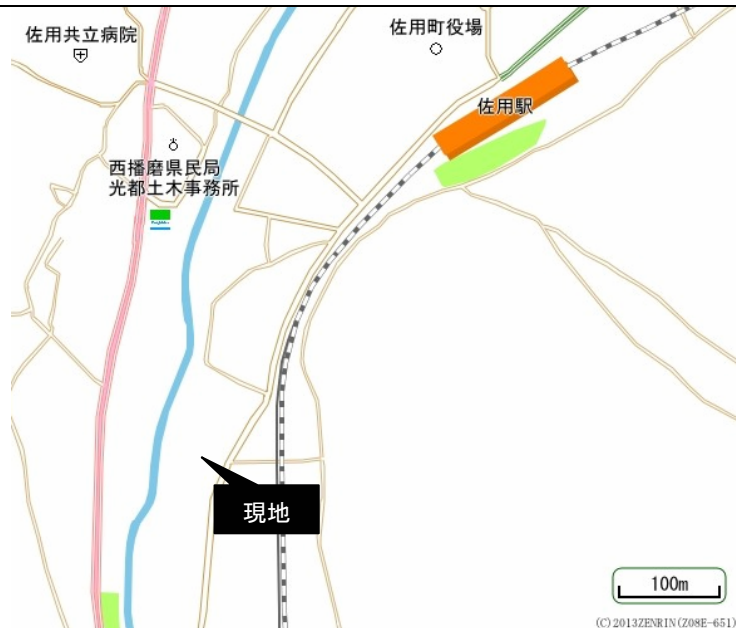 佐用共立病院
佐用町役場
佐用駅
西播磨県民局
光都土木事務所
現地
100m
(C) 2013ZENRIN(Z08E-651)